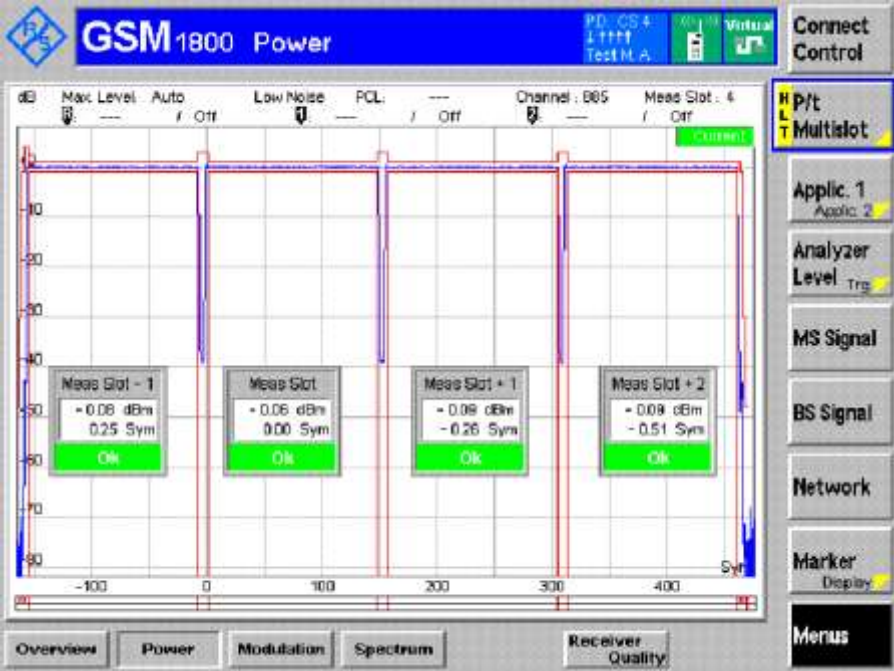 R&S
GSM 1800 Power
PD: CS4
Test M. A
Virtual
Connect
Control
dB Max. Level: Auto Low Noise PCL: --- Channel : 885 Meas Slot : 4
R: --- / Off 1: --- / Off 2: --- / Off
HLT P/t
Multislot
Current
Applic. 1
Applic. 2
-10
Analyzer
Level Trg
-20
-30
MS Signal
-40
Meas Slot - 1 Meas Slot Meas Slot + 1 Meas Slot + 2
- 0.08 dBm - 0.06 dBm - 0.09 dBm - 0.09 dBm
0.25 Sym 0.00 Sym - 0.26 Sym - 0.51 Sym
Ok Ok Ok Ok
-50
BS Signal
-60
Network
-70
-80
Sym
Marker
Display
-100 0 100 200 300 400
Overview Power Modulation Spectrum Receiver
Quality
Menus